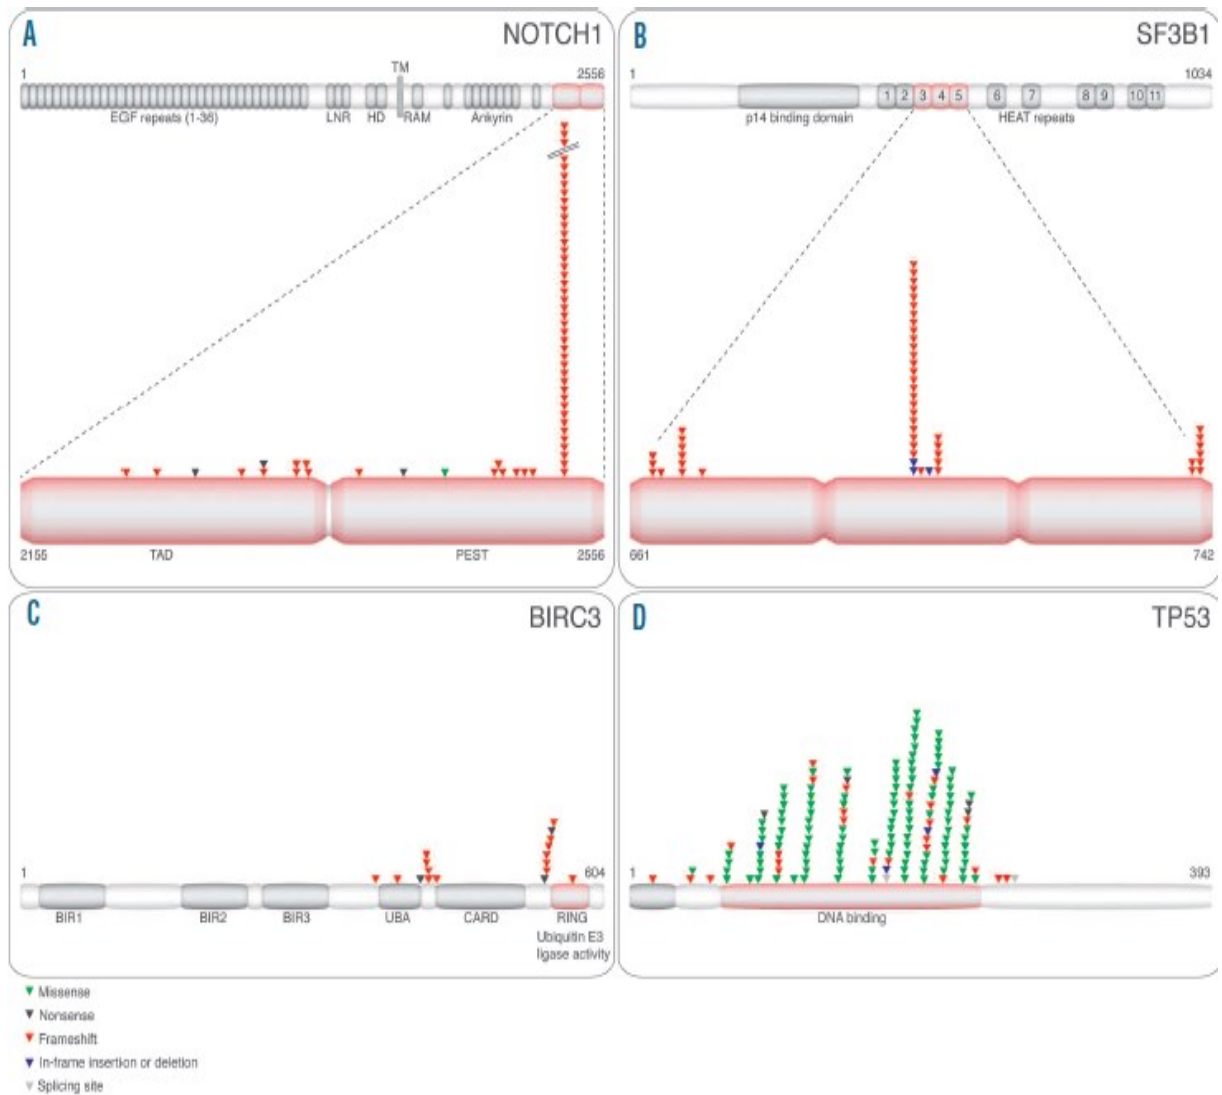 A
NOTCH1
1
TM
2556
EGF repeats (1-36)
LNR
HD
RAM
Ankyrin
2155
TAD
PEST
2556
B
SF3B1
1
1034
1 2 3 4 5 6 7 8 9 10 11
p14 binding domain
HEAT repeats
661
742
C
BIRC3
1
604
BIR1
BIR2
BIR3
UBA
CARD
RING
Ubiquitin E3
ligase activity
D
TP53
1
393
DNA binding
Missense
Nonsense
Frameshift
In-frame insertion or deletion
Splicing site